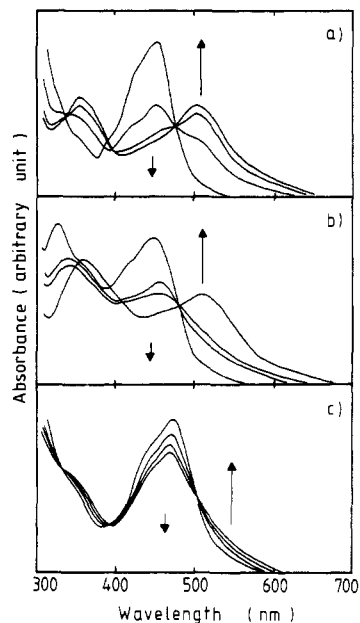 a)
b)
c)
Absorbance ( arbitrary unit )
300 400 500 600 700
Wavelength ( nm )